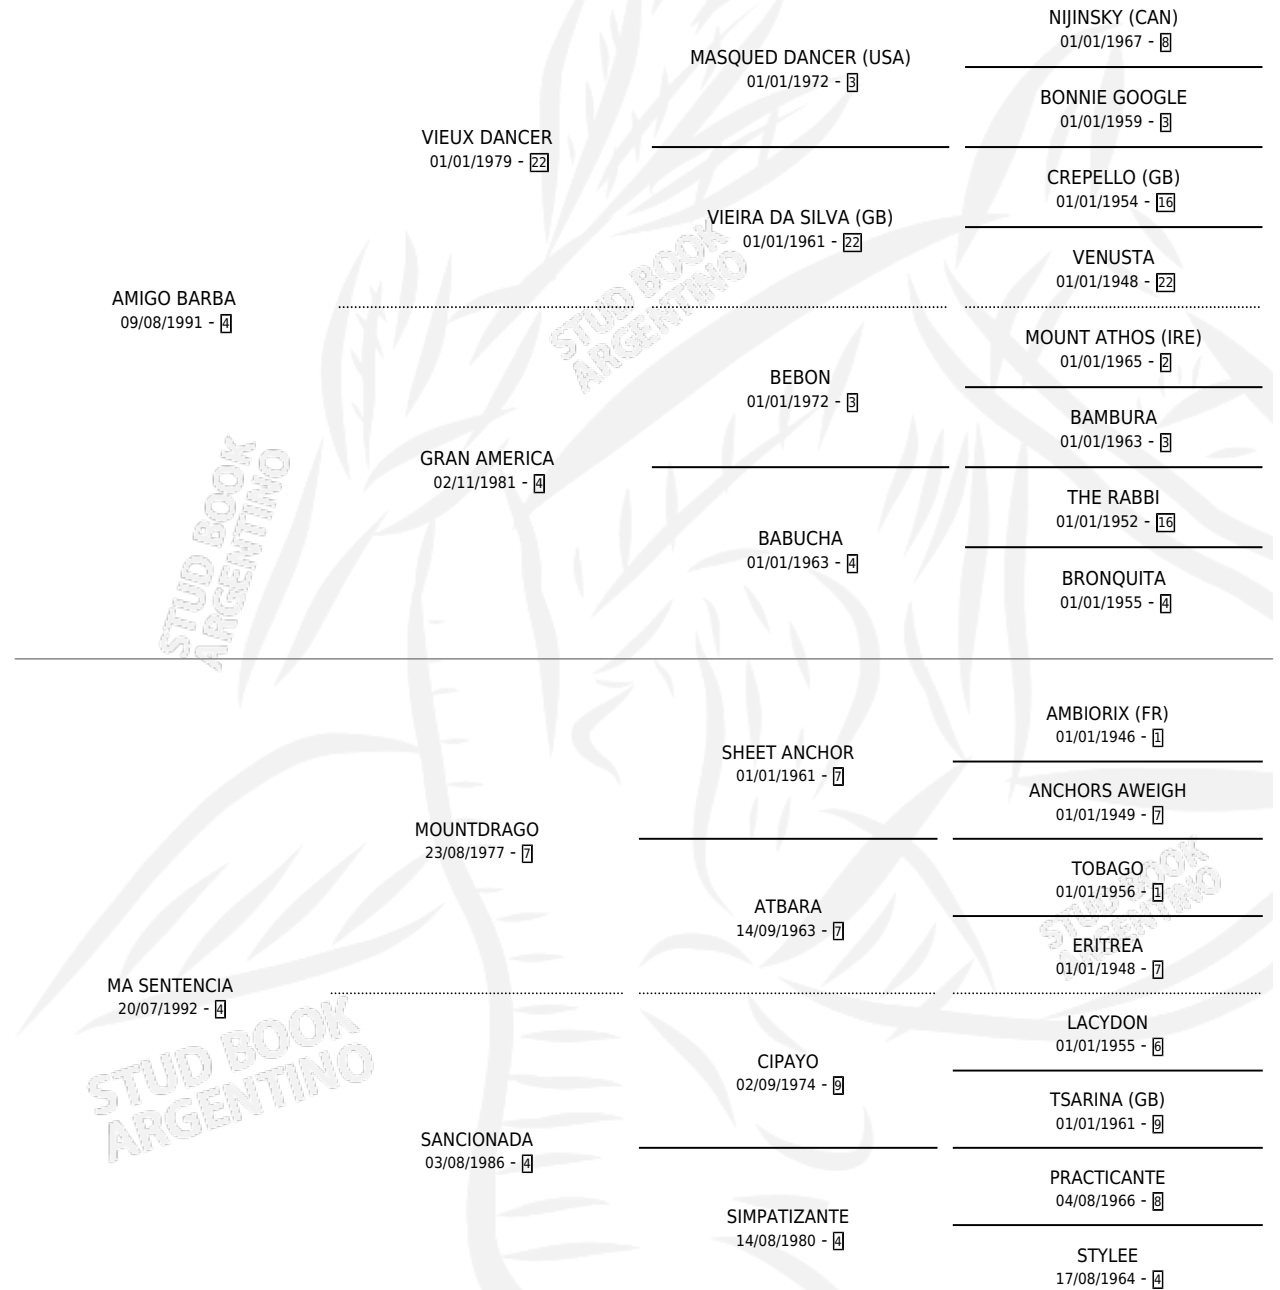 NIJINSKY (CAN)
01/01/1967 - 8
MASQUED DANCER (USA)
01/01/1972 - 3
BONNIE GOOGLE
01/01/1959 - 3
VIEUX DANCER
01/01/1979 - 22
CREPELLO (GB)
01/01/1954 - 16
VIEIRA DA SILVA (GB)
01/01/1961 - 22
VENUSTA
01/01/1948 - 22
AMIGO BARBA
09/08/1991 - 4
MOUNT ATHOS (IRE)
01/01/1965 - 2
BEBON
01/01/1972 - 3
BAMBURA
01/01/1963 - 3
GRAN AMERICA
02/11/1981 - 4
THE RABBI
01/01/1952 - 16
BABUCHA
01/01/1963 - 4
BRONQUITA
01/01/1955 - 4
AMBIORIX (FR)
01/01/1946 - 1
SHEET ANCHOR
01/01/1961 - 7
ANCHORS AWEIGH
01/01/1949 - 7
MOUNTDRAGO
23/08/1977 - 7
TOBAGO
01/01/1956 - 1
ATBARA
14/09/1963 - 7
ERITREA
01/01/1948 - 7
MA SENTENCIA
20/07/1992 - 4
LACYDON
01/01/1955 - 6
CIPAYO
02/09/1974 - 9
TSARINA (GB)
01/01/1961 - 9
SANCIONADA
03/08/1986 - 4
PRACTICANTE
04/08/1966 - 8
SIMPATIZANTE
14/08/1980 - 4
STYLEE
17/08/1964 - 4
STUD BOOK
ARGENTINO
STUD BOOK
ARGENTINO
STUD BOOK
ARGENTINO
STUD BOOK
ARGENTINO